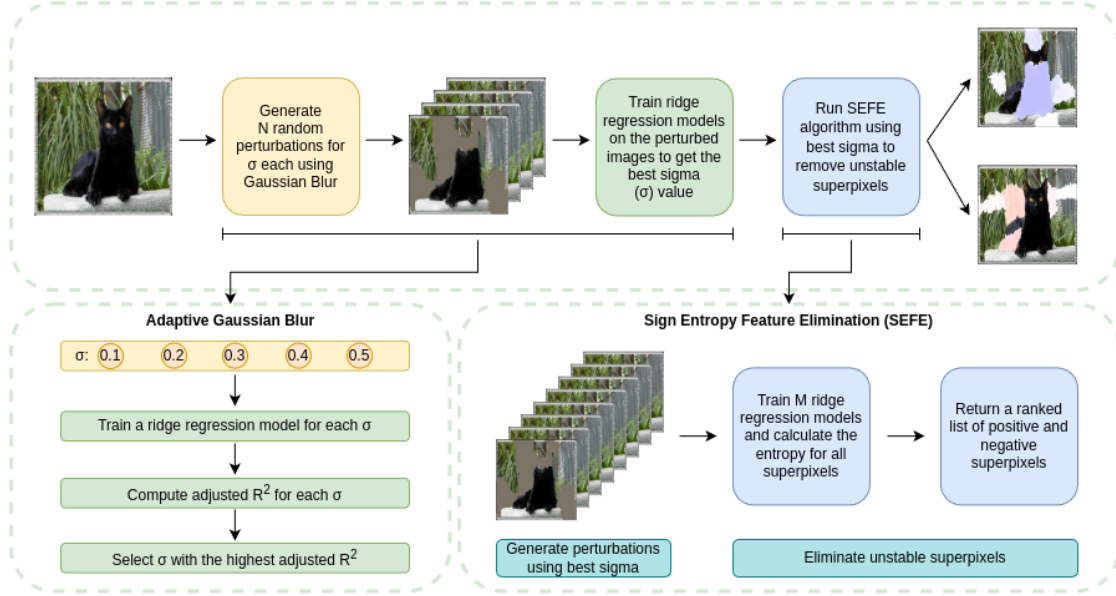 Generate
N random
perturbations for
σ each using
Gaussian Blur
Train ridge
regression models
on the perturbed
images to get the
best sigma
(σ) value
Run SEFE
algorithm using
best sigma to
remove unstable
superpixels
Adaptive Gaussian Blur
σ: 0.1 0.2 0.3 0.4 0.5
Train a ridge regression model for each σ
Compute adjusted R² for each σ
Select σ with the highest adjusted R²
Sign Entropy Feature Elimination (SEFE)
Train M ridge
regression models
and calculate the
entropy for all
superpixels
Return a ranked
list of positive and
negative
superpixels
Generate perturbations
using best sigma
Eliminate unstable superpixels